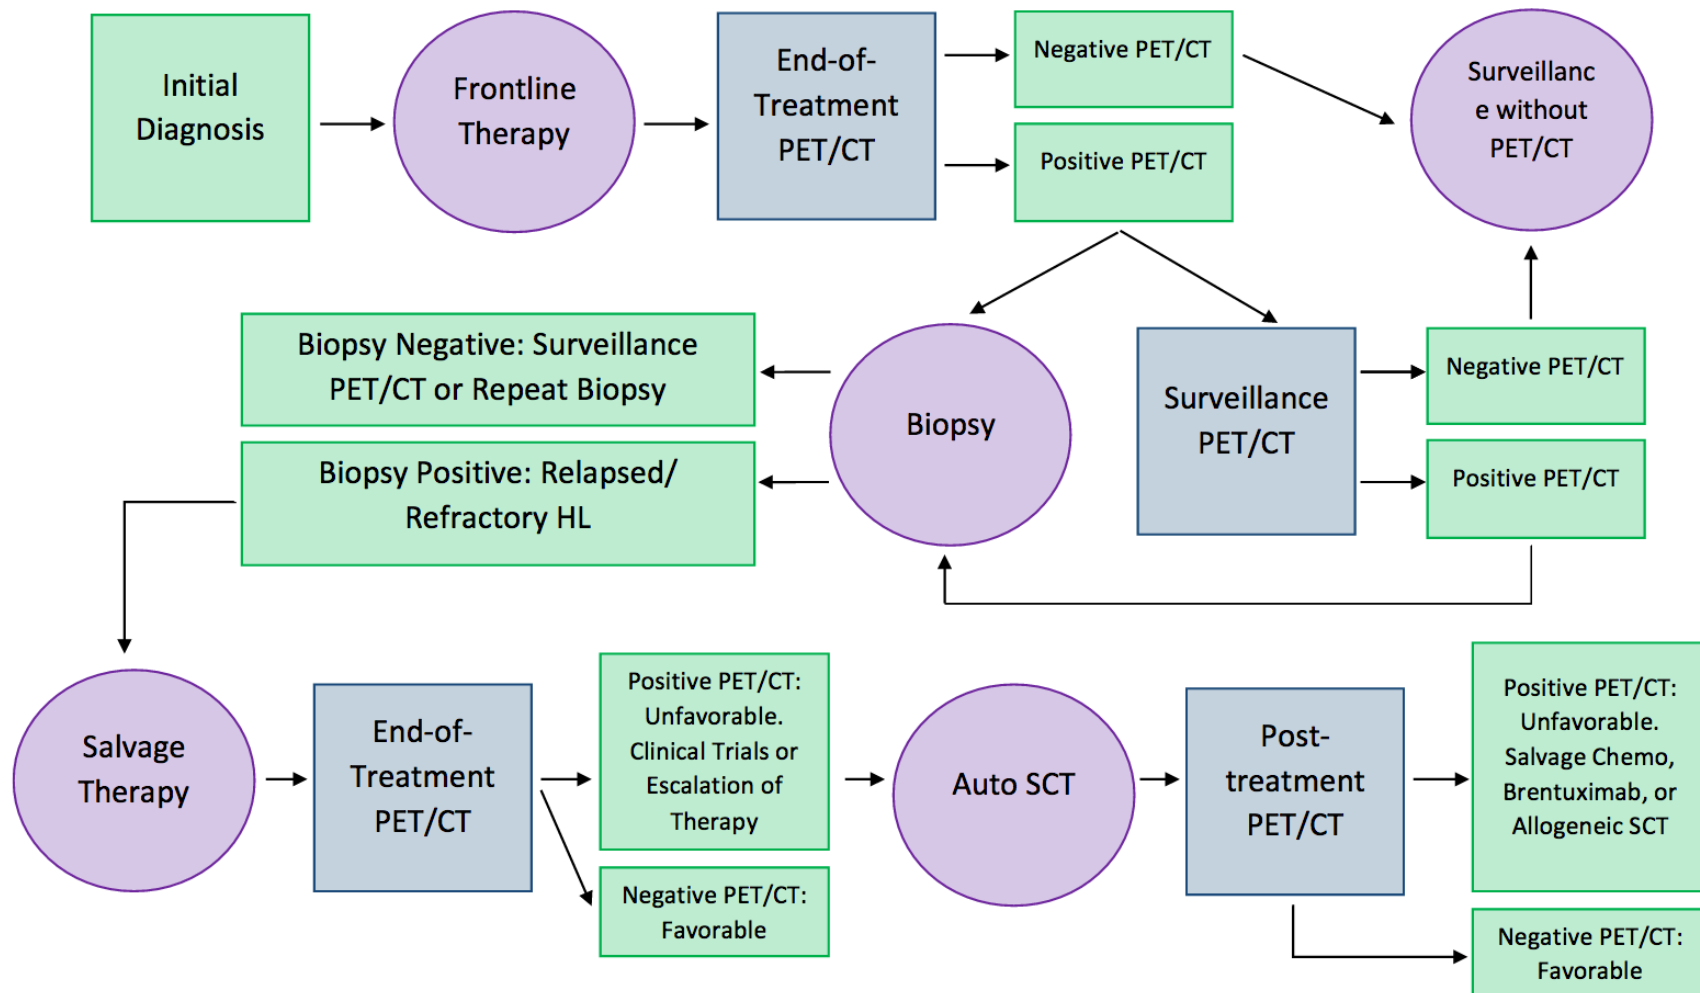 Initial
Diagnosis
Frontline
Therapy
End-of-
Treatment
PET/CT
Negative PET/CT
Positive PET/CT
Surveillanc
e without
PET/CT
Biopsy Negative: Surveillance
PET/CT or Repeat Biopsy
Biopsy Positive: Relapsed/
Refractory HL
Biopsy
Surveillance
PET/CT
Negative PET/CT
Positive PET/CT
Salvage
Therapy
End-of-
Treatment
PET/CT
Positive PET/CT:
Unfavorable.
Clinical Trials or
Escalation of
Therapy
Negative PET/CT:
Favorable
Auto SCT
Post-
treatment
PET/CT
Positive PET/CT:
Unfavorable.
Salvage Chemo,
Brentuximab, or
Allogeneic SCT
Negative PET/CT:
Favorable